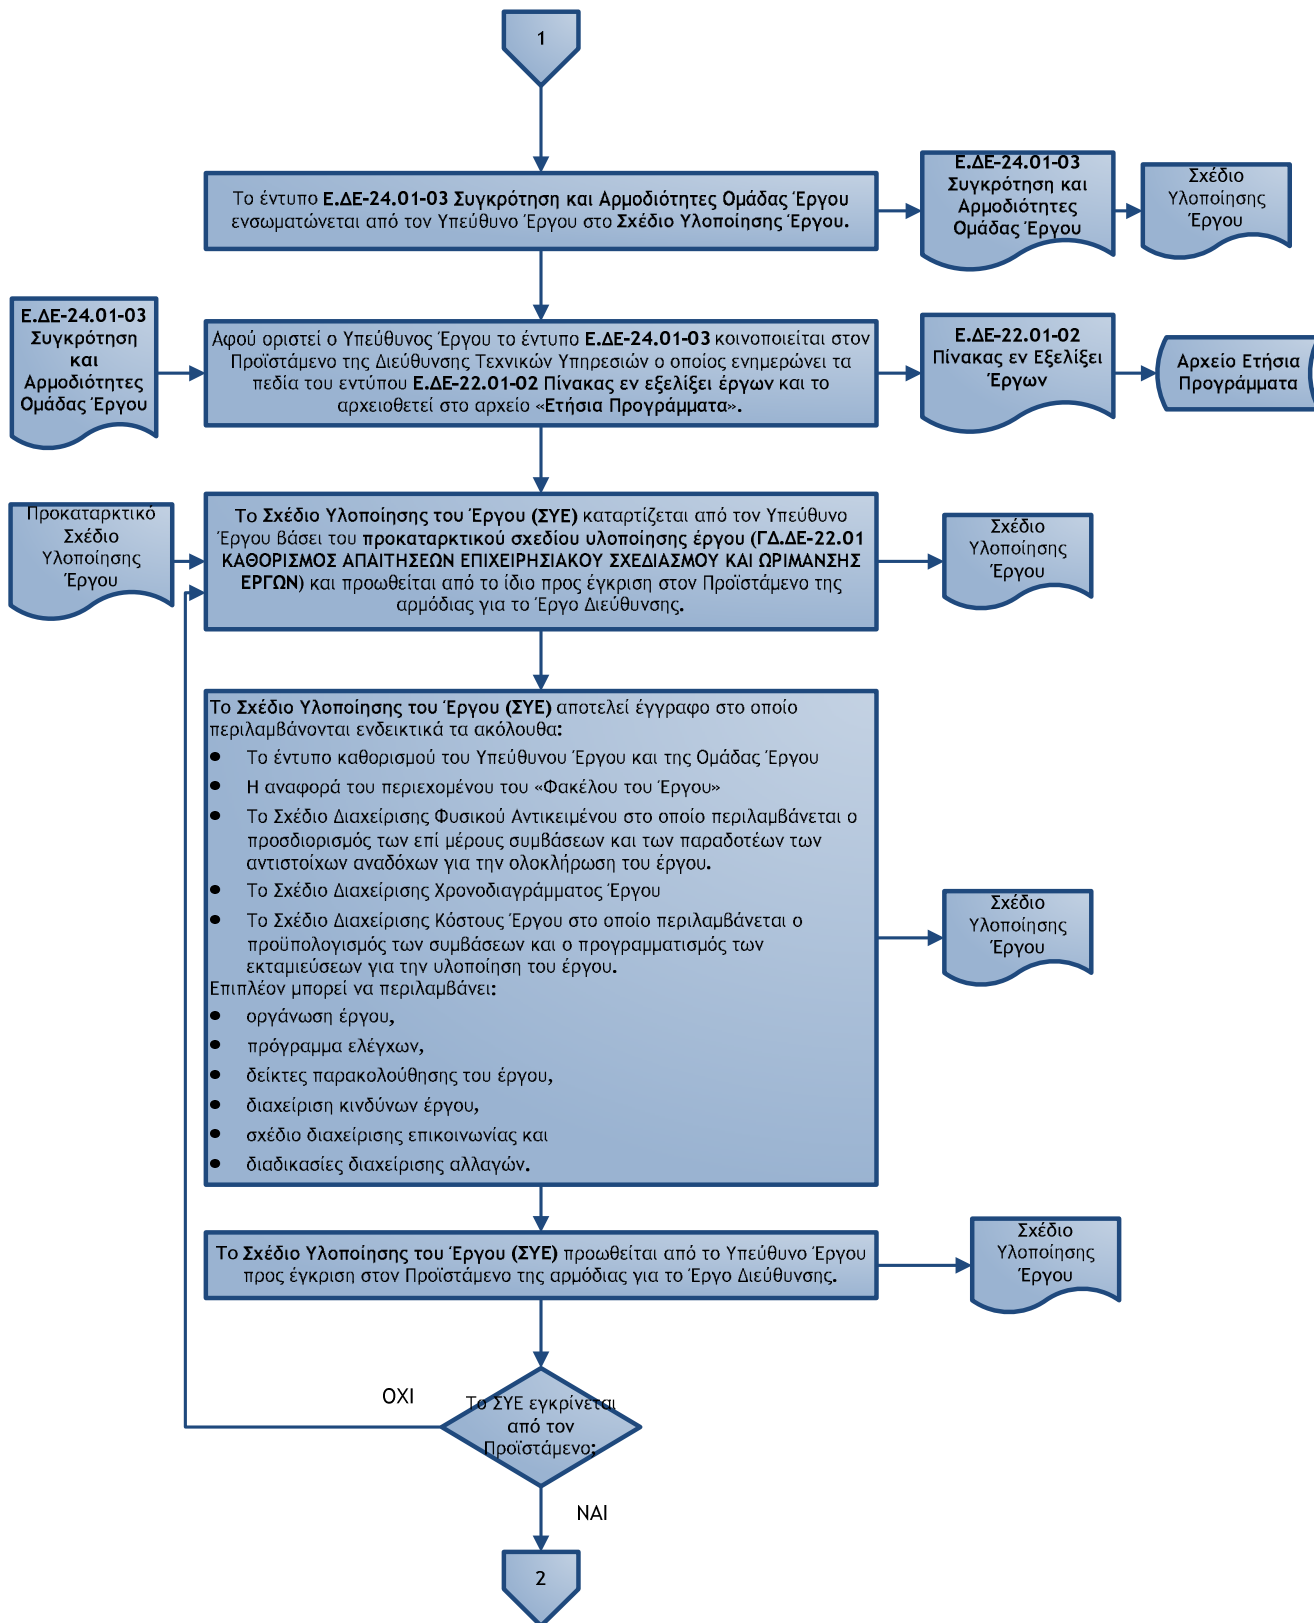 1
Το έντυπο Ε.ΔΕ-24.01-03 Συγκρότηση και Αρμοδιότητες Ομάδας Έργου
ενσωματώνεται από τον Υπεύθυνο Έργου στο Σχέδιο Υλοποίησης Έργου.
Ε.ΔΕ-24.01-03
Συγκρότηση και
Αρμοδιότητες
Ομάδας Έργου
Σχέδιο
Υλοποίησης
Έργου
Ε.ΔΕ-24.01-03
Συγκρότηση
και
Αρμοδιότητες
Ομάδας Έργου
Αφού οριστεί ο Υπεύθυνος Έργου το έντυπο Ε.ΔΕ-24.01-03 κοινοποιείται στον
Προϊστάμενο της Διεύθυνσης Τεχνικών Υπηρεσιών ο οποίος ενημερώνει τα
πεδία του εντύπου Ε.ΔΕ-22.01-02 Πίνακας εν εξελίξει έργων και το
αρχειοθετεί στο αρχείο «Ετήσια Προγράμματα».
Ε.ΔΕ-22.01-02
Πίνακας εν Εξελίξει
Έργων
Αρχείο Ετήσια
Προγράμματα
Προκαταρκτικό
Σχέδιο
Υλοποίησης
Έργου
Το Σχέδιο Υλοποίησης του Έργου (ΣΥΕ) καταρτίζεται από τον Υπεύθυνο
Έργου βάσει του προκαταρκτικού σχεδίου υλοποίησης έργου (ΓΔ.ΔΕ-22.01
ΚΑΘΟΡΙΣΜΟΣ ΑΠΑΙΤΗΣΕΩΝ ΕΠΙΧΕΙΡΗΣΙΑΚΟΥ ΣΧΕΔΙΑΣΜΟΥ ΚΑΙ ΩΡΙΜΑΝΣΗΣ
ΕΡΓΩΝ) και προωθείται από το ίδιο προς έγκριση στον Προϊστάμενο της
αρμόδιας για το Έργο Διεύθυνσης.
Σχέδιο
Υλοποίησης
Έργου
Το Σχέδιο Υλοποίησης του Έργου (ΣΥΕ) αποτελεί έγγραφο στο οποίο
περιλαμβάνονται ενδεικτικά τα ακόλουθα:
● Το έντυπο καθορισμού του Υπεύθυνου Έργου και της Ομάδας Έργου
● Η αναφορά του περιεχομένου του «Φακέλου του Έργου»
● Το Σχέδιο Διαχείρισης Φυσικού Αντικειμένου στο οποίο περιλαμβάνεται ο
προσδιορισμός των επί μέρους συμβάσεων και των παραδοτέων των
αντιστοίχων αναδόχων για την ολοκλήρωση του έργου.
● Το Σχέδιο Διαχείρισης Χρονοδιαγράμματος Έργου
● Το Σχέδιο Διαχείρισης Κόστους Έργου στο οποίο περιλαμβάνεται ο
προϋπολογισμός των συμβάσεων και ο προγραμματισμός των
εκταμιεύσεων για την υλοποίηση του έργου.
Επιπλέον μπορεί να περιλαμβάνει:
● οργάνωση έργου,
● πρόγραμμα ελέγχων,
● δείκτες παρακολούθησης του έργου,
● διαχείριση κινδύνων έργου,
● σχέδιο διαχείρισης επικοινωνίας και
● διαδικασίες διαχείρισης αλλαγών.
Σχέδιο
Υλοποίησης
Έργου
Το Σχέδιο Υλοποίησης του Έργου (ΣΥΕ) προωθείται από το Υπεύθυνο Έργου
προς έγκριση στον Προϊστάμενο της αρμόδιας για το Έργο Διεύθυνσης.
Σχέδιο
Υλοποίησης
Έργου
ΟΧΙ
Το ΣΥΕ εγκρίνεται
από τον
Προϊστάμενο;
ΝΑΙ
2